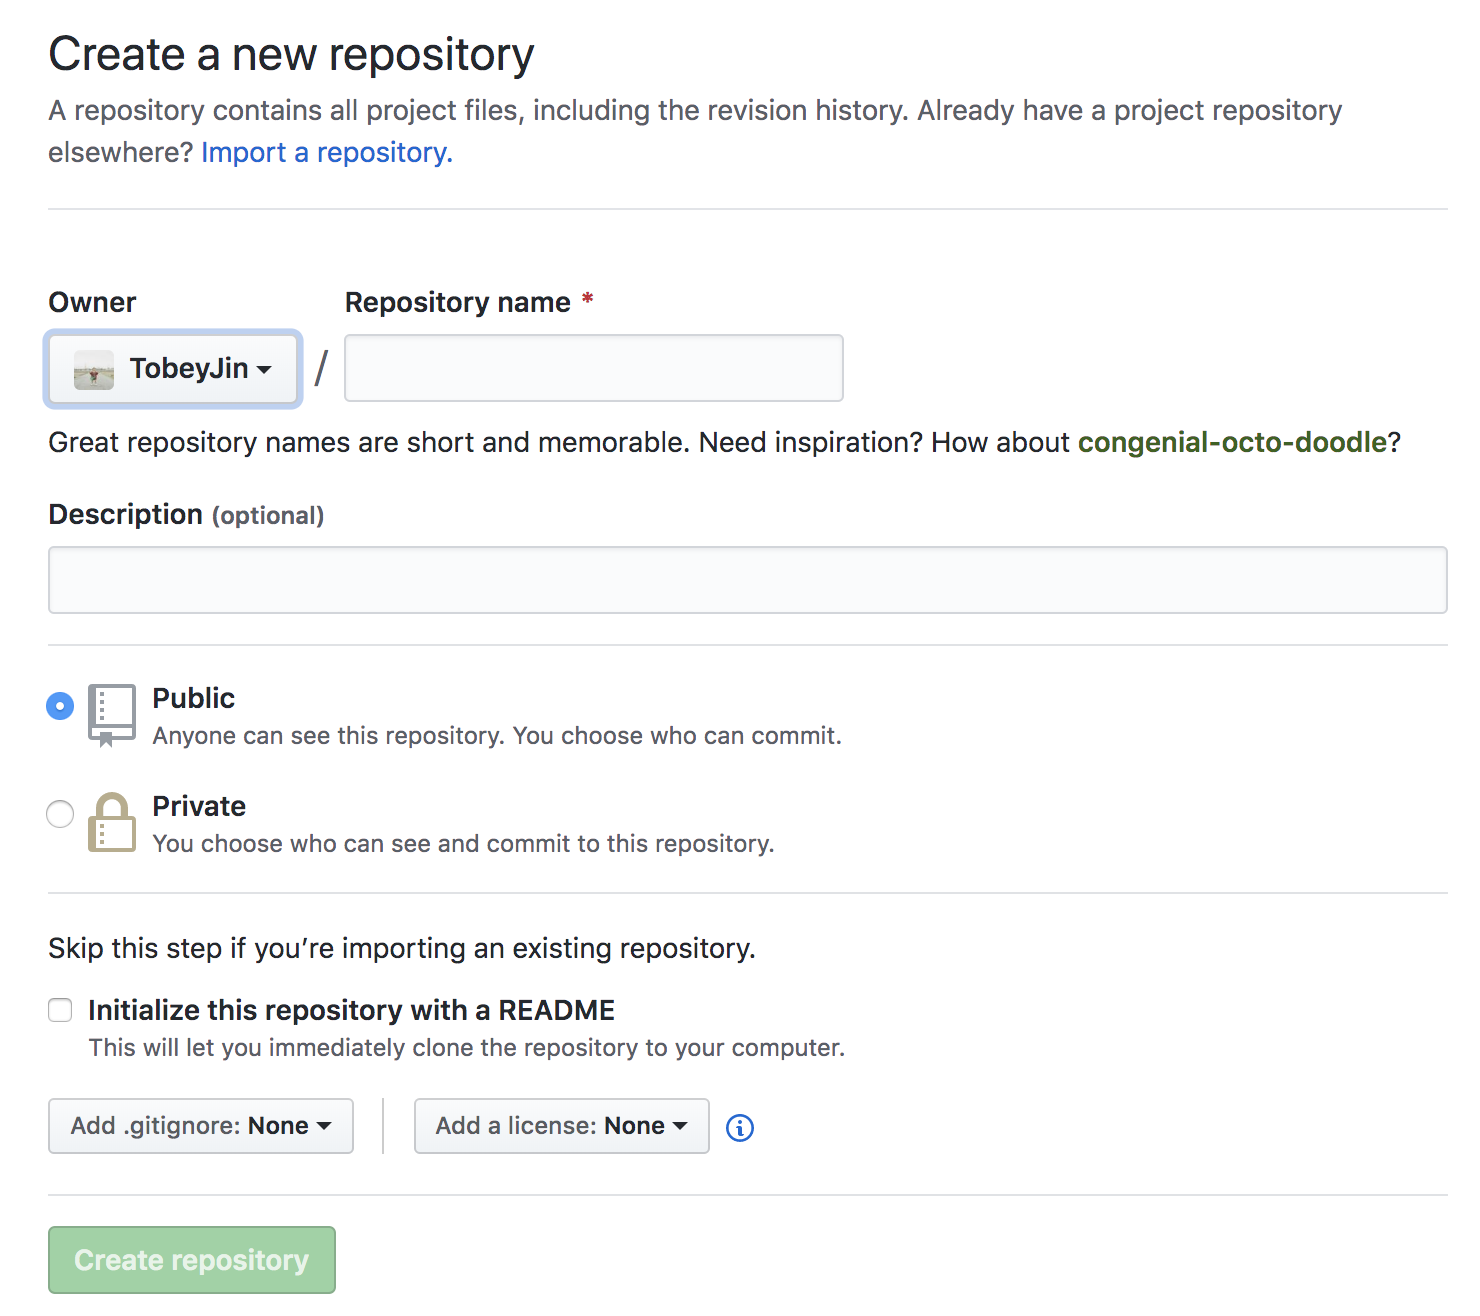 Create a new repository
A repository contains all project files, including the revision history. Already have a project repository
elsewhere? Import a repository.
Owner
Repository name *
TobeyJin /
Great repository names are short and memorable. Need inspiration? How about congenial-octo-doodle?
Description (optional)
Public
Anyone can see this repository. You choose who can commit.
Private
You choose who can see and commit to this repository.
Skip this step if you’re importing an existing repository.
Initialize this repository with a README
This will let you immediately clone the repository to your computer.
Add .gitignore: None
Add a license: None
Create repository